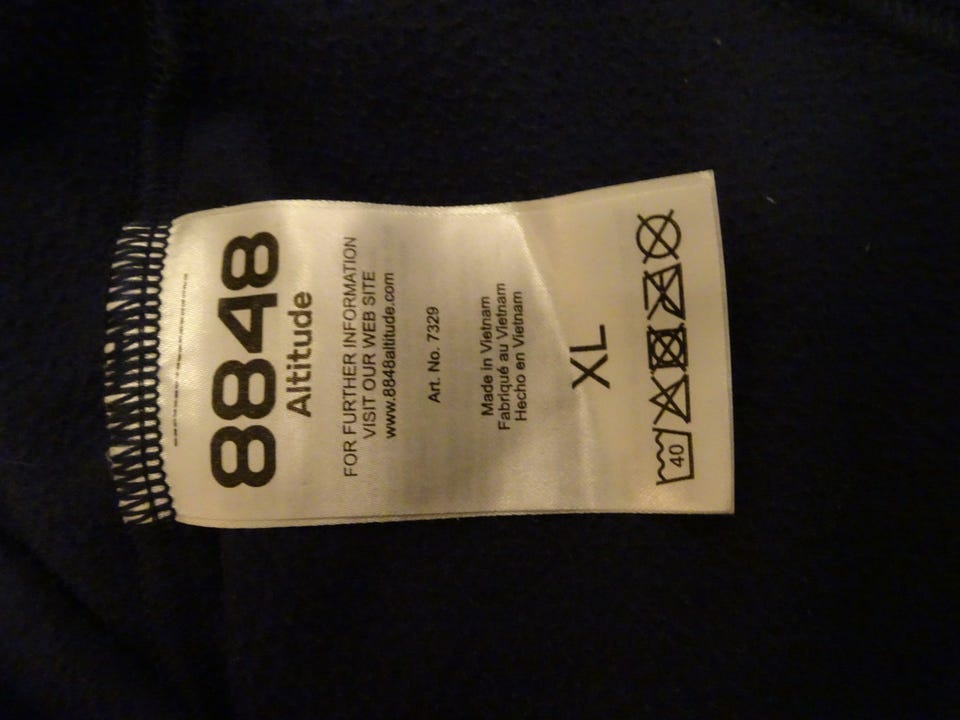 8848
Altitude
FOR FURTHER INFORMATION
VISIT OUR WEB SITE
www.8848altitude.com
Art. No. 7329
Made in Vietnam
Fabriqué au Vietnam
Hecho en Vietnam
XL
40